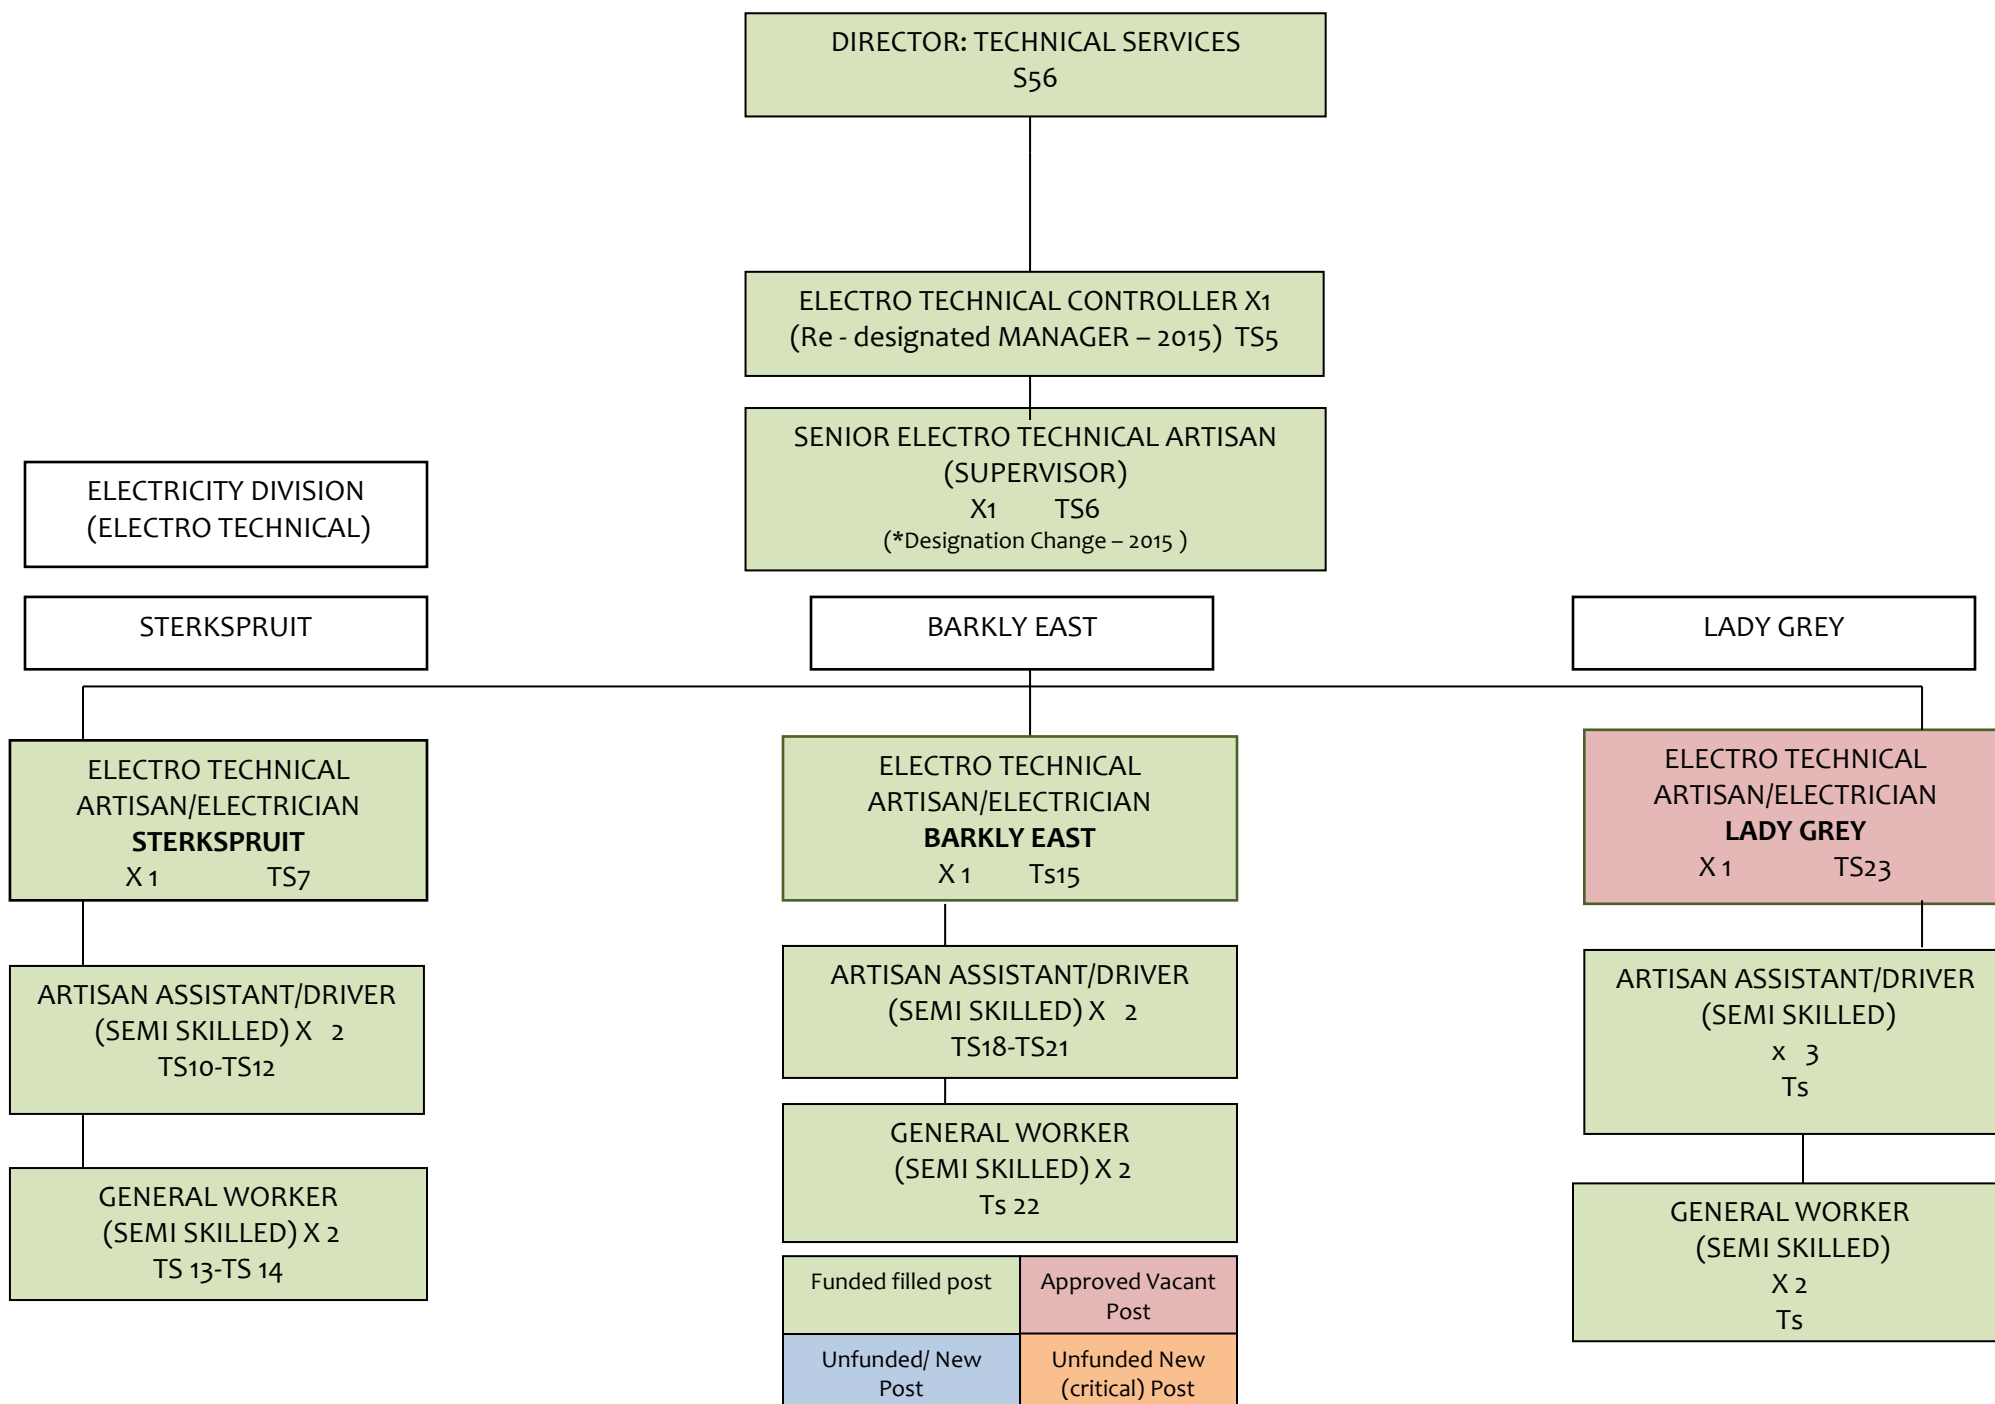 DIRECTOR: TECHNICAL SERVICES
S56
ELECTRO TECHNICAL CONTROLLER X1
(Re - designated MANAGER – 2015) TS5
SENIOR ELECTRO TECHNICAL ARTISAN
(SUPERVISOR)
X1 TS6
(*Designation Change – 2015 )
ELECTRICITY DIVISION
(ELECTRO TECHNICAL)
STERKSPRUIT
BARKLY EAST
LADY GREY
ELECTRO TECHNICAL
ARTISAN/ELECTRICIAN
STERKSPRUIT
X 1 TS7
ELECTRO TECHNICAL
ARTISAN/ELECTRICIAN
BARKLY EAST
X 1 Ts15
ELECTRO TECHNICAL
ARTISAN/ELECTRICIAN
LADY GREY
X 1 TS23
ARTISAN ASSISTANT/DRIVER
(SEMI SKILLED) X 2
TS10-TS12
ARTISAN ASSISTANT/DRIVER
(SEMI SKILLED) X 2
TS18-TS21
ARTISAN ASSISTANT/DRIVER
(SEMI SKILLED)
x 3
Ts
GENERAL WORKER
(SEMI SKILLED) X 2
TS 13-TS 14
GENERAL WORKER
(SEMI SKILLED) X 2
Ts 22
GENERAL WORKER
(SEMI SKILLED)
X 2
Ts
Funded filled post
Approved Vacant
Post
Unfunded/ New
Post
Unfunded New
(critical) Post